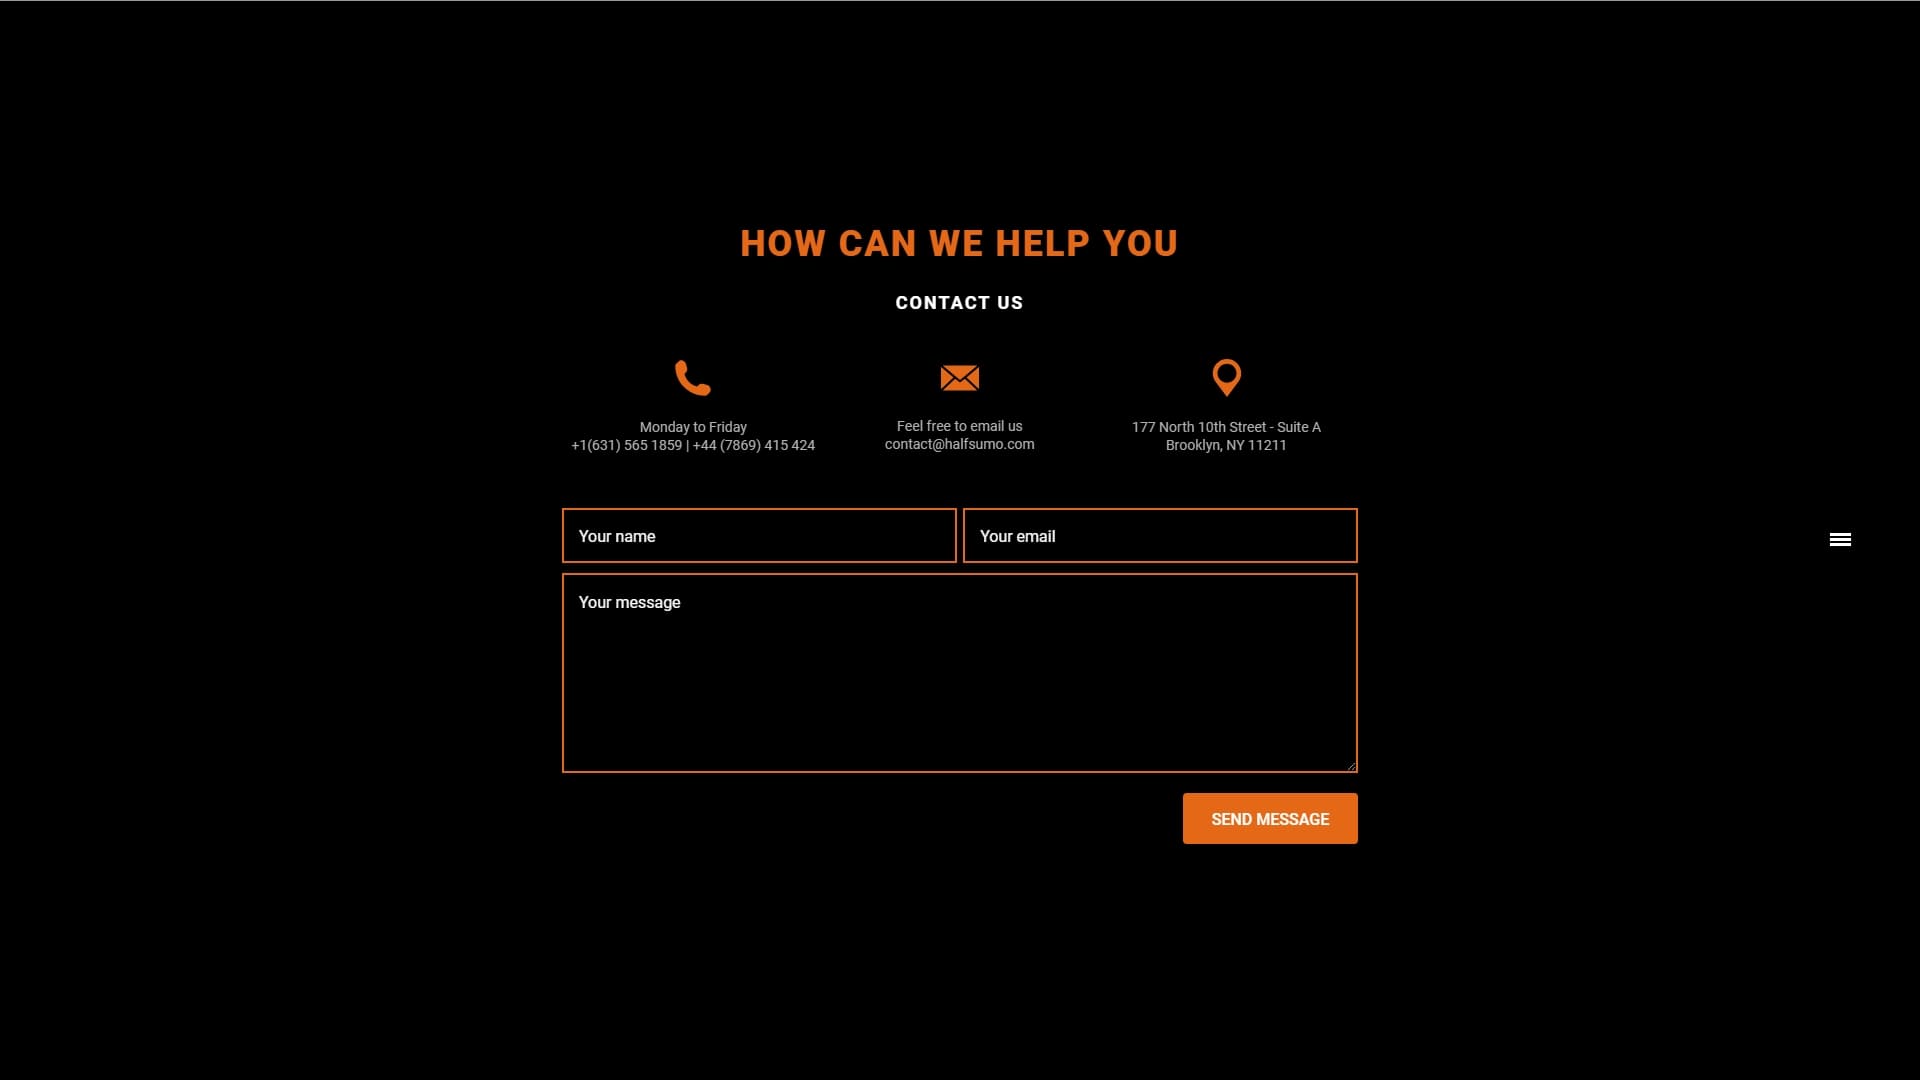 HOW CAN WE HELP YOU
CONTACT US
Monday to Friday
+1(631) 565 1859 | +44 (7869) 415 424
Feel free to email us
contact@halfsumo.com
177 North 10th Street - Suite A
Brooklyn, NY 11211
Your name
Your email
Your message
SEND MESSAGE